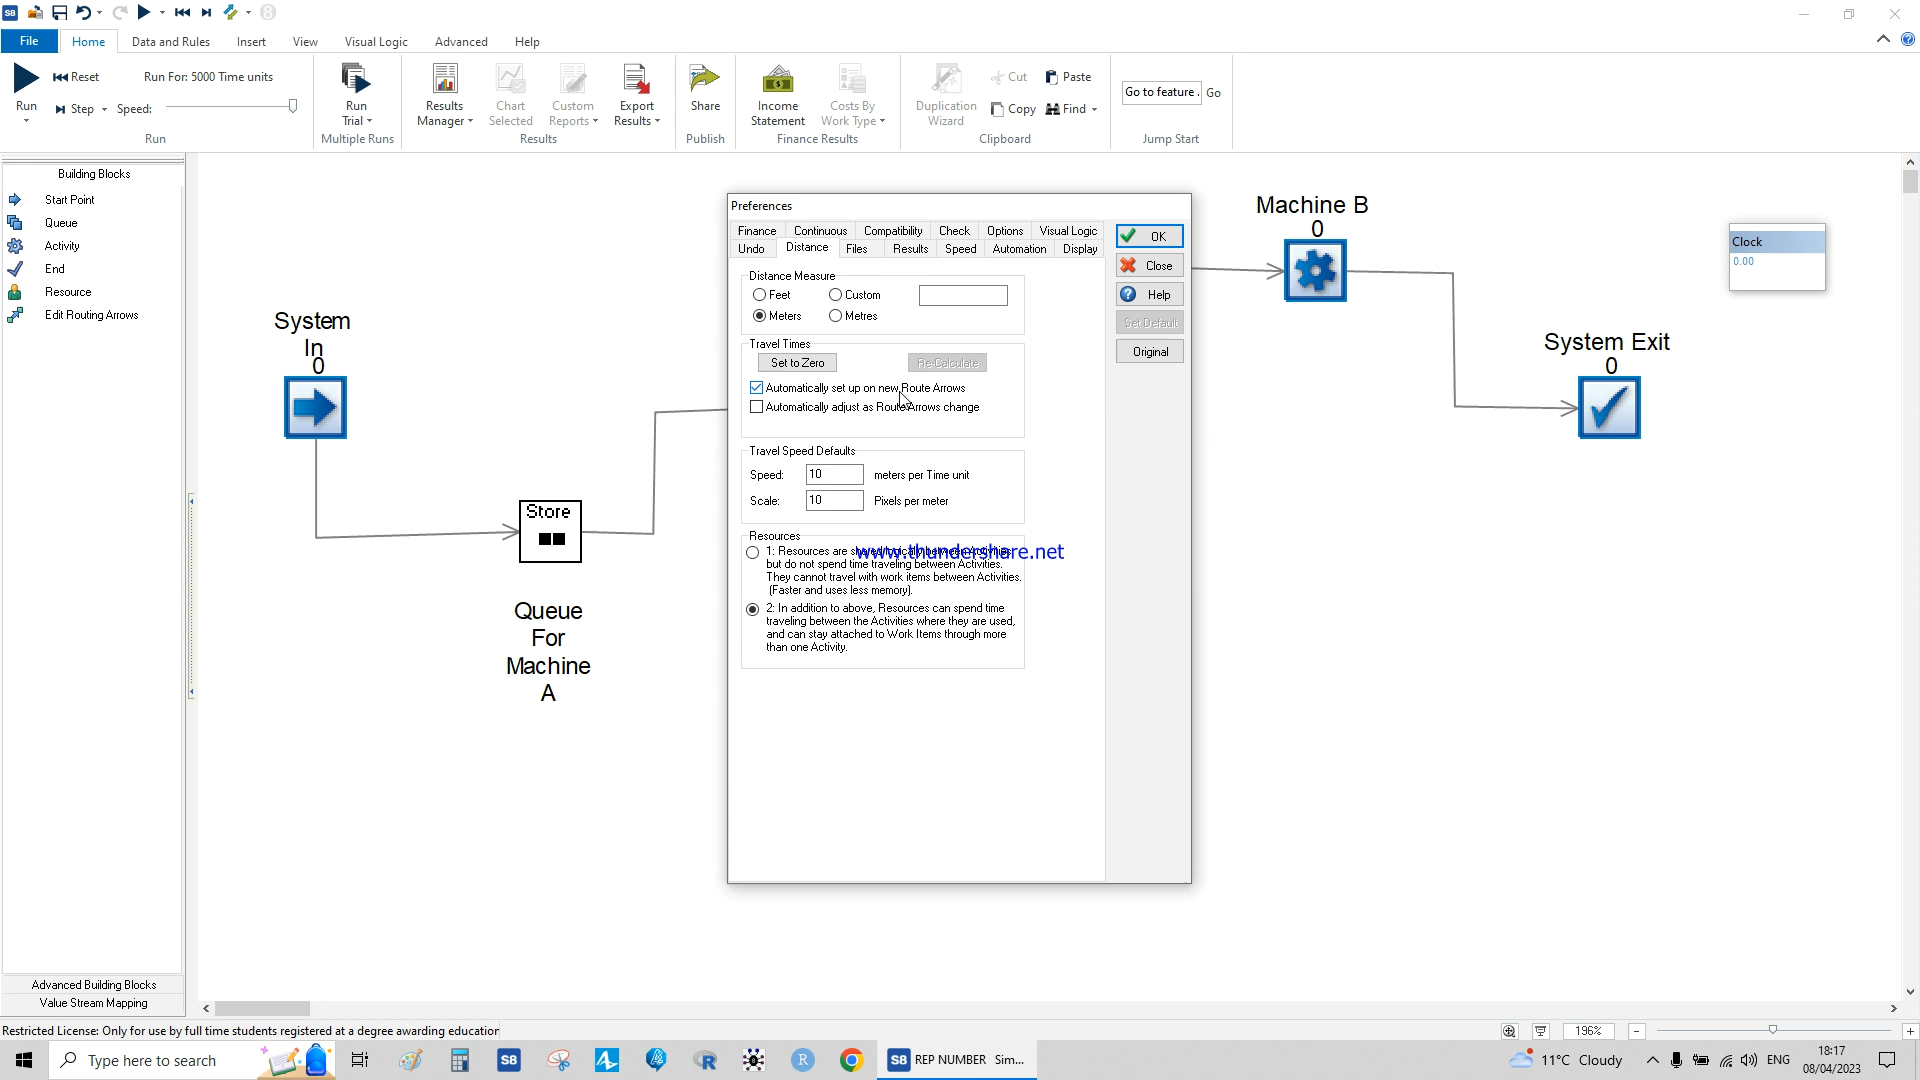 S8
8
File
Home
Data and Rules
Insert
View
Visual Logic
Advanced
Help
Run
Reset
Run For: 5000 Time units
Step
Speed:
Run
Run
Trial
Multiple Runs
Results
Manager
Chart
Selected
Custom
Reports
Export
Results
Results
Share
Publish
Income
Statement
Costs By
Work Type
Finance Results
Duplication
Wizard
Cut
Copy
Paste
Find
Clipboard
Go to feature .
Go
Jump Start
Building Blocks
Start Point
Queue
Activity
End
Resource
Edit Routing Arrows
Advanced Building Blocks
Value Stream Mapping
System
In
0
Store
Queue
For
Machine
A
Machine B
0
System Exit
0
Clock
0.00
Preferences
Finance
Continuous
Compatibility
Check
Options
Visual Logic
Undo
Distance
Files
Results
Speed
Automation
Display
OK
Close
Help
Set Default
Original
Distance Measure
Feet
Custom
Meters
Metres
Travel Times
Set to Zero
Re-Calculate
Automatically set up on new Route Arrows
Automatically adjust as Route Arrows change
Travel Speed Defaults
Speed:
10
meters per Time unit
Scale:
10
Pixels per meter
Resources
1: Resources are shared logically between Activities
but do not spend time traveling between Activities.
They cannot travel with work items between Activities.
(Faster and uses less memory).
2: In addition to above, Resources can spend time
traveling between the Activities where they are used,
and can stay attached to Work Items through more
than one Activity.
www.thundershare.net
Restricted License: Only for use by full time students registered at a degree awarding education
196%
Type here to search
S8
R
R
S8
REP NUMBER
Sim...
11°C Cloudy
ENG
18:17
08/04/2023